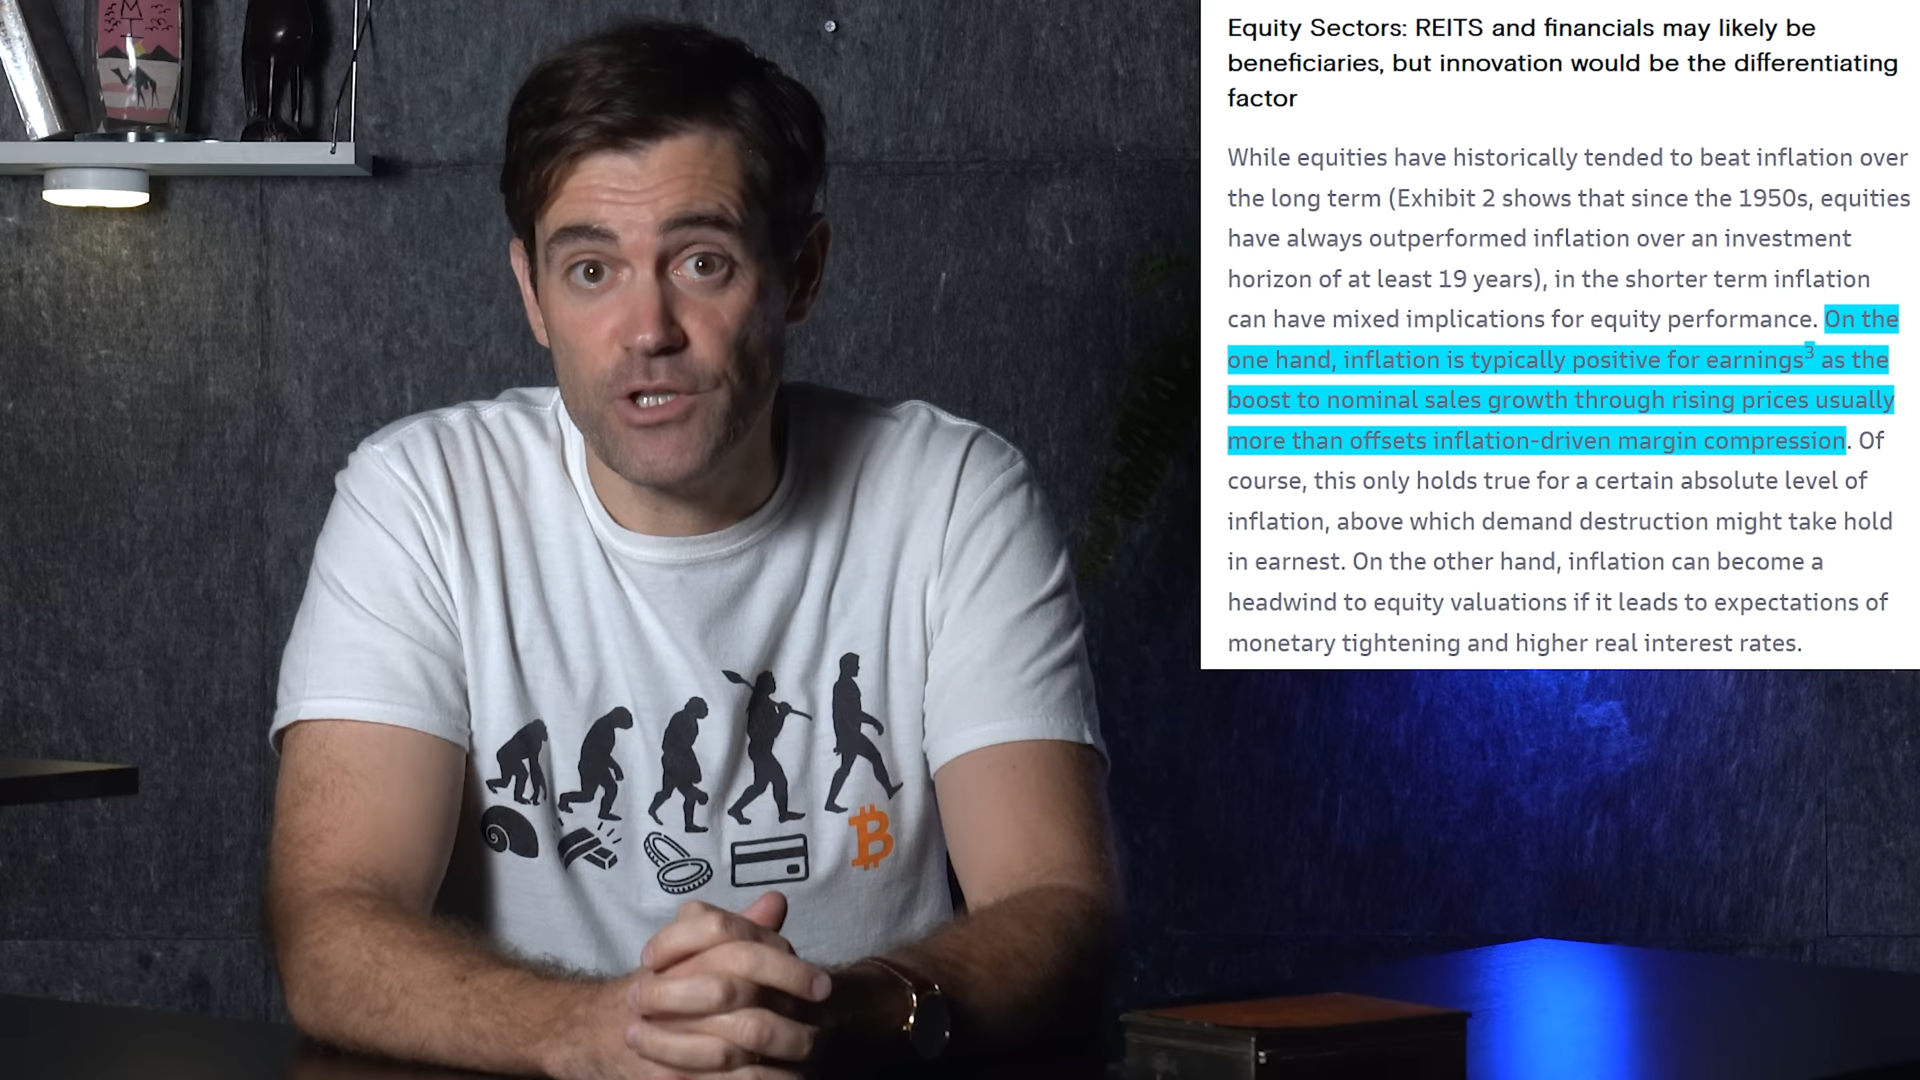 Equity Sectors: REITS and financials may likely be
beneficiaries, but innovation would be the differentiating
factor
While equities have historically tended to beat inflation over
the long term (Exhibit 2 shows that since the 1950s, equities
have always outperformed inflation over an investment
horizon of at least 19 years), in the shorter term inflation
can have mixed implications for equity performance. On the
one hand, inflation is typically positive for earnings³ as the
boost to nominal sales growth through rising prices usually
more than offsets inflation-driven margin compression. Of
course, this only holds true for a certain absolute level of
inflation, above which demand destruction might take hold
in earnest. On the other hand, inflation can become a
headwind to equity valuations if it leads to expectations of
monetary tightening and higher real interest rates.